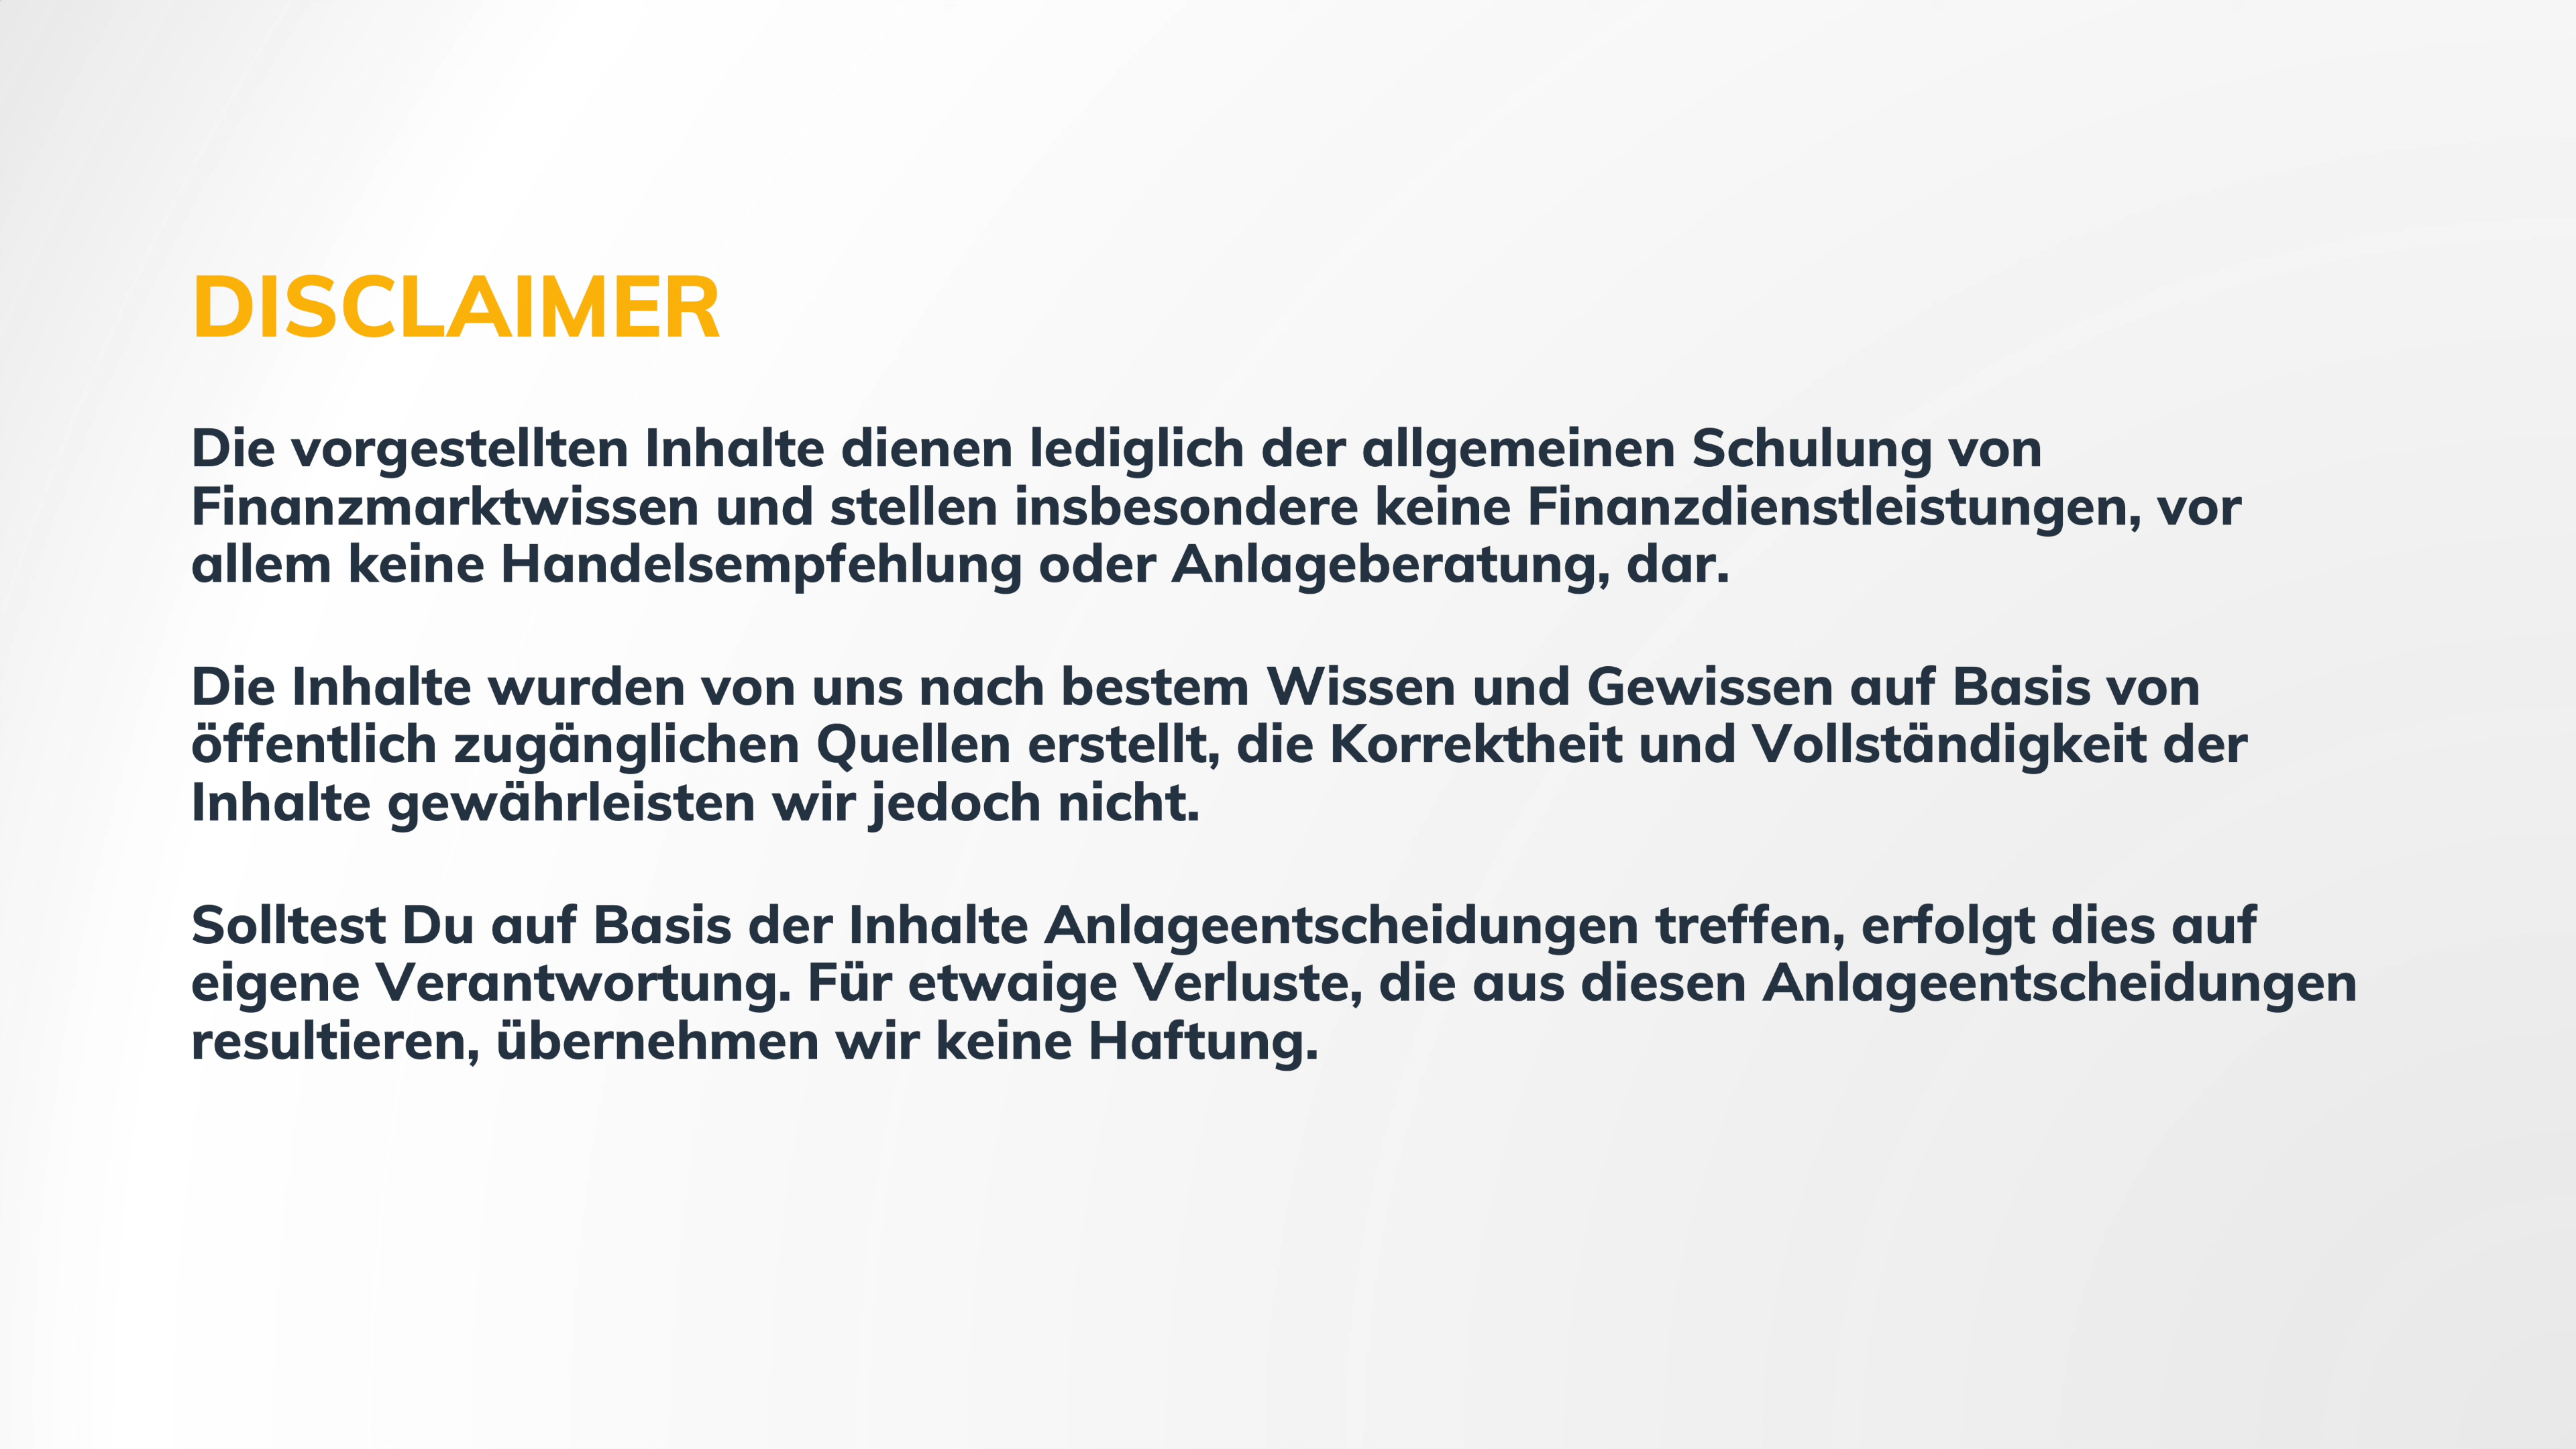 DISCLAIMER
Die vorgestellten Inhalte dienen lediglich der allgemeinen Schulung von
Finanzmarktwissen und stellen insbesondere keine Finanzdienstleistungen, vor
allem keine Handelsempfehlung oder Anlageberatung, dar.
Die Inhalte wurden von uns nach bestem Wissen und Gewissen auf Basis von
öffentlich zugänglichen Quellen erstellt, die Korrektheit und Vollständigkeit der
Inhalte gewährleisten wir jedoch nicht.
Solltest Du auf Basis der Inhalte Anlageentscheidungen treffen, erfolgt dies auf
eigene Verantwortung. Für etwaige Verluste, die aus diesen Anlageentscheidungen
resultieren, übernehmen wir keine Haftung.